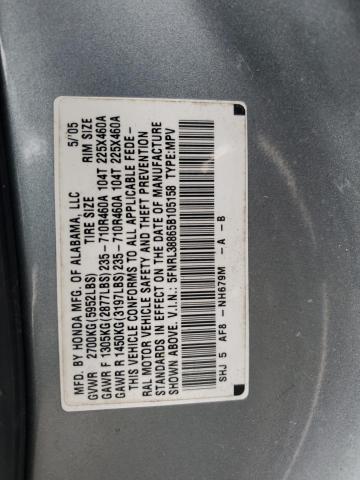 MFD. BY HONDA MFG. OF ALABAMA, LLC 5/05
GVWR 2700KG(5952LBS) TIRE SIZE RIM SIZE
GAWR F 1305KG(2877LBS) 235-710R460A 104T 225X460A
GAWR R 1450KG(3197LBS) 235-710R460A 104T 225X460A
THIS VEHICLE CONFORMS TO ALL APPLICABLE FEDE-
RAL MOTOR VEHICLE SAFETY AND THEFT PREVENTION
STANDARDS IN EFFECT ON THE DATE OF MANUFACTURE
SHOWN ABOVE. V.I.N.: 5FNRL38865B105158 TYPE:MPV
SHJ 5 AF8 -NH679M -A -B